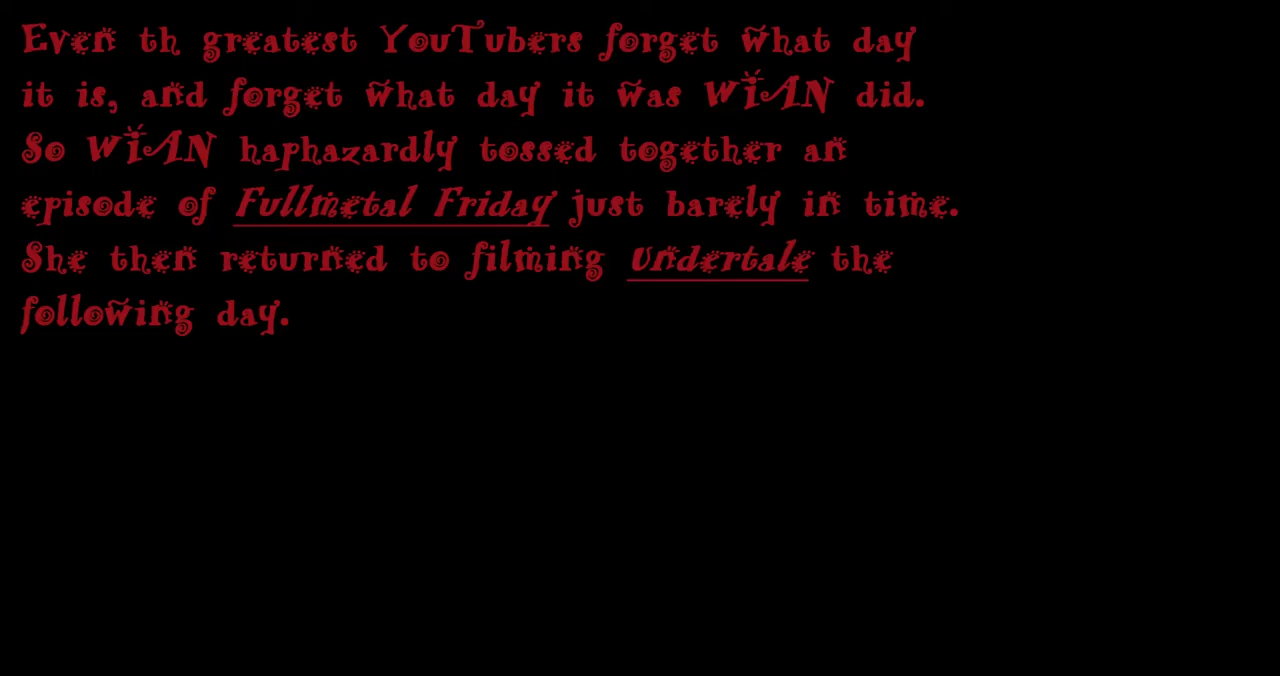 Even th greatest YouTubers forget what day
it is, and forget what day it was WiAN did.
So WiAN haphazardly tossed together an
episode of Fullmetal Friday just barely in time.
She then returned to filming Undertale the
following day.